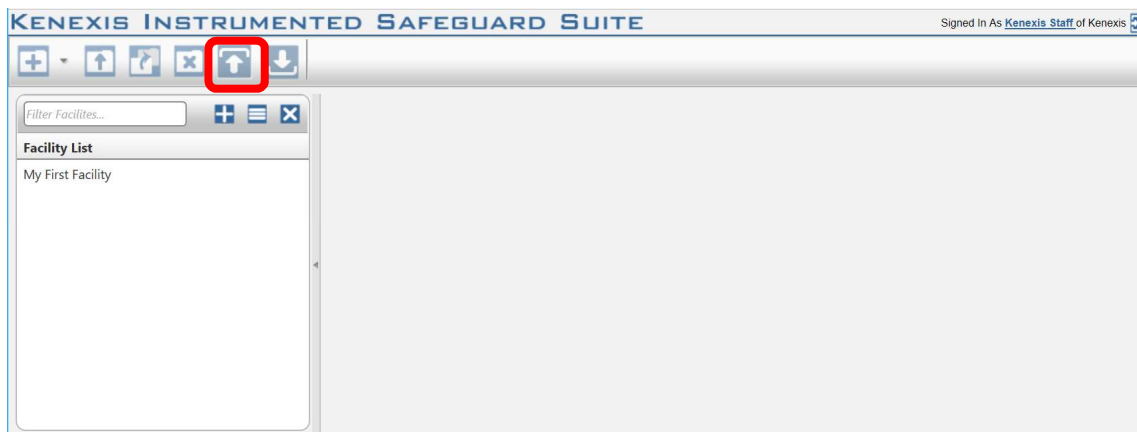 KENEXIS INSTRUMENTED SAFEGUARD SUITE
Signed In As Kenexis Staff of Kenexis
Filter Facilites...
Facility List
My First Facility